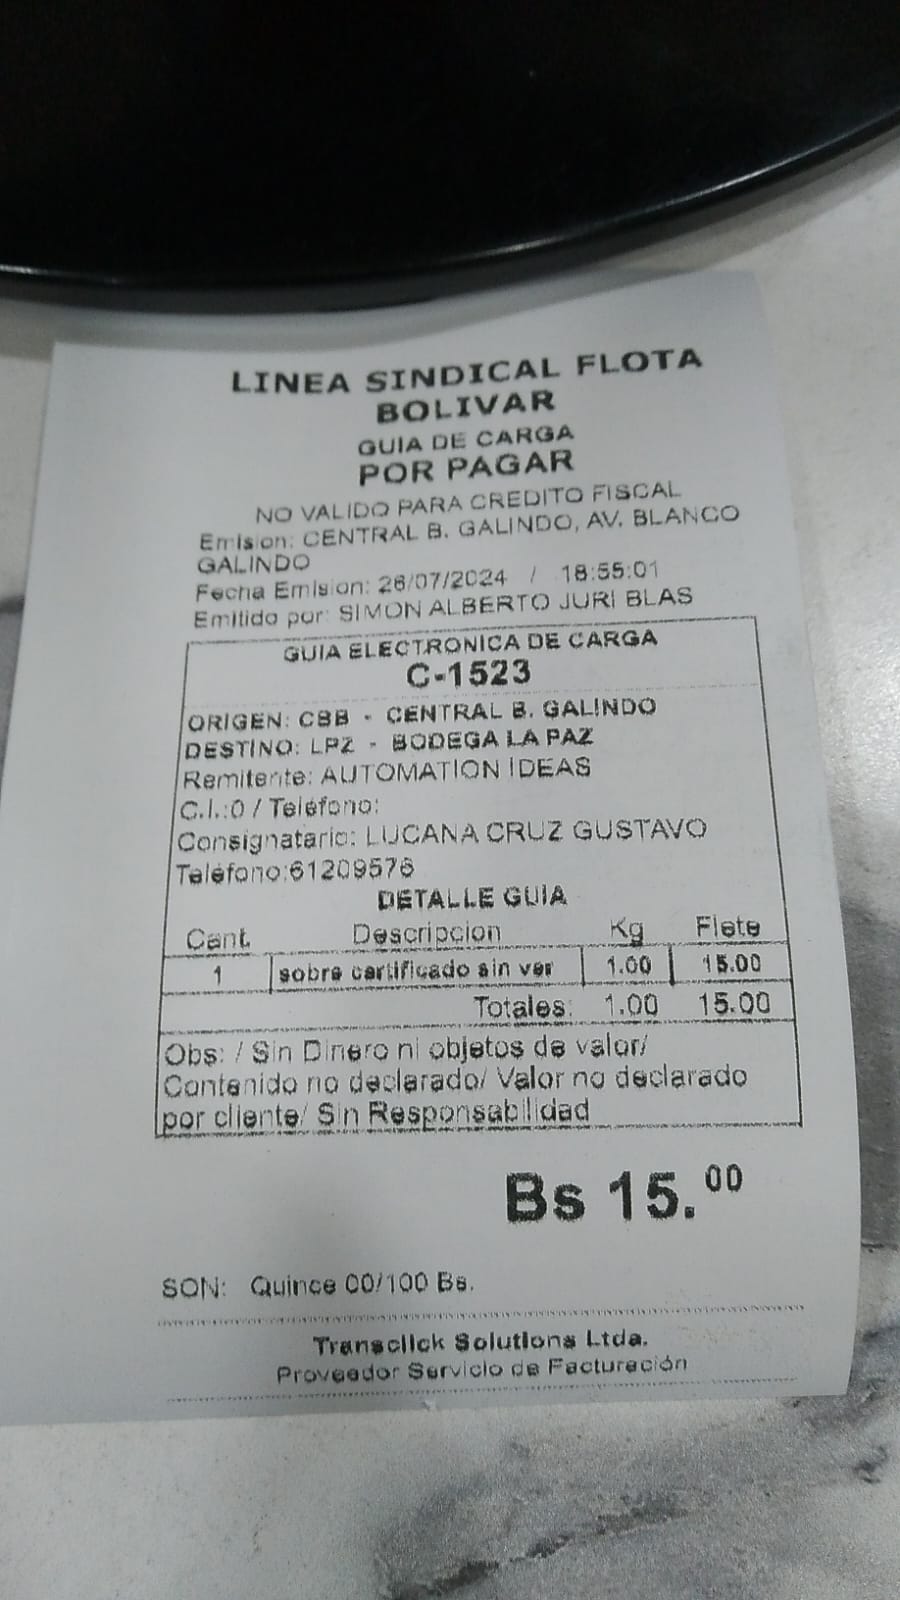 LINEA SINDICAL FLOTA
BOLIVAR
GUIA DE CARGA
POR PAGAR
NO VALIDO PARA CREDITO FISCAL
Emision: CENTRAL B. GALINDO, AV. BLANCO
GALINDO
Fecha Emision: 26/07/2024 / 18:55:01
Emitido por: SIMON ALBERTO JURI BLAS
GUIA ELECTRONICA DE CARGA
C-1523
ORIGEN: CBB - CENTRAL B. GALINDO
DESTINO: LPZ - BODEGA LA PAZ
Remitente: AUTOMATION IDEAS
C.I.:0 / Teléfono:
Consignatario: LUCANA CRUZ GUSTAVO
Teléfono:61209576
DETALLE GUIA
Cant. Descripcion Kg Flete
1 sobre certificado sin ver 1.00 15.00
Totales: 1.00 15.00
Obs: / Sin Dinero ni objetos de valor/
Contenido no declarado/ Valor no declarado
por cliente/ Sin Responsabilidad
Bs 15.00
SON: Quince 00/100 Bs.
Transclick Solutions Ltda.
Proveedor Servicio de Facturación